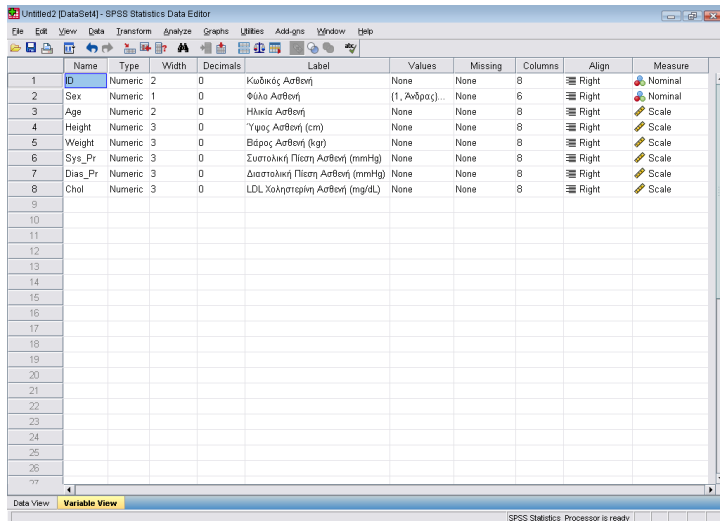 Untitled2 [DataSet4] - SPSS Statistics Data Editor
File Edit View Data Transform Analyze Graphs Utilities Add-ons Window Help
Name Type Width Decimals Label Values Missing Columns Align Measure
1 ID Numeric 2 0 Κωδικός Ασθενή None None 8 Right Nominal
2 Sex Numeric 1 0 Φύλο Ασθενή {1, Άνδρας}... None 6 Right Nominal
3 Age Numeric 2 0 Ηλικία Ασθενή None None 8 Right Scale
4 Height Numeric 3 0 Ύψος Ασθενή (cm) None None 8 Right Scale
5 Weight Numeric 3 0 Βάρος Ασθενή (kgr) None None 8 Right Scale
6 Sys_Pr Numeric 3 0 Συστολική Πίεση Ασθενή (mmHg) None None 8 Right Scale
7 Dias_Pr Numeric 3 0 Διαστολική Πίεση Ασθενή (mmHg) None None 8 Right Scale
8 Chol Numeric 3 0 LDL Χοληστερίνη Ασθενή (mg/dL) None None 8 Right Scale
9
10
11
12
13
14
15
16
17
18
19
20
21
22
23
24
25
26
27
Data View Variable View
SPSS Statistics Processor is ready